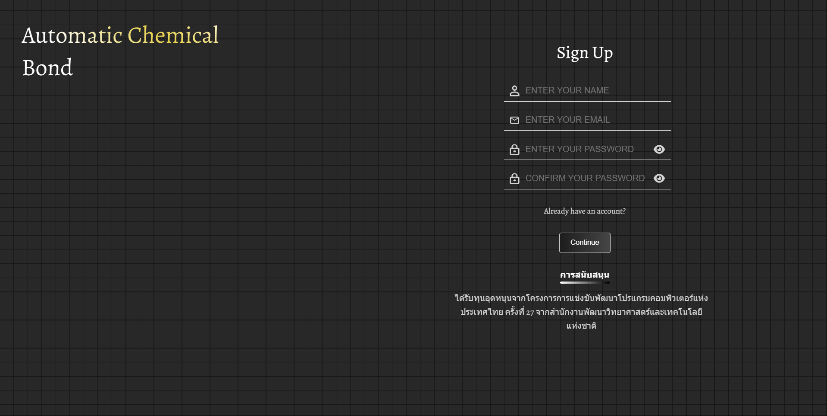 Automatic Chemical
Bond
Sign Up
ENTER YOUR NAME
ENTER YOUR EMAIL
ENTER YOUR PASSWORD
CONFIRM YOUR PASSWORD
Already have an account?
Continue
การสนับสนุน
ได้รับทุนอุดหนุนจากโครงการการแข่งขันพัฒนาโปรแกรมคอมพิวเตอร์แห่ง
ประเทศไทย ครั้งที่ 27 จากสำนักงานพัฒนาวิทยาศาสตร์และเทคโนโลยี
แห่งชาติ